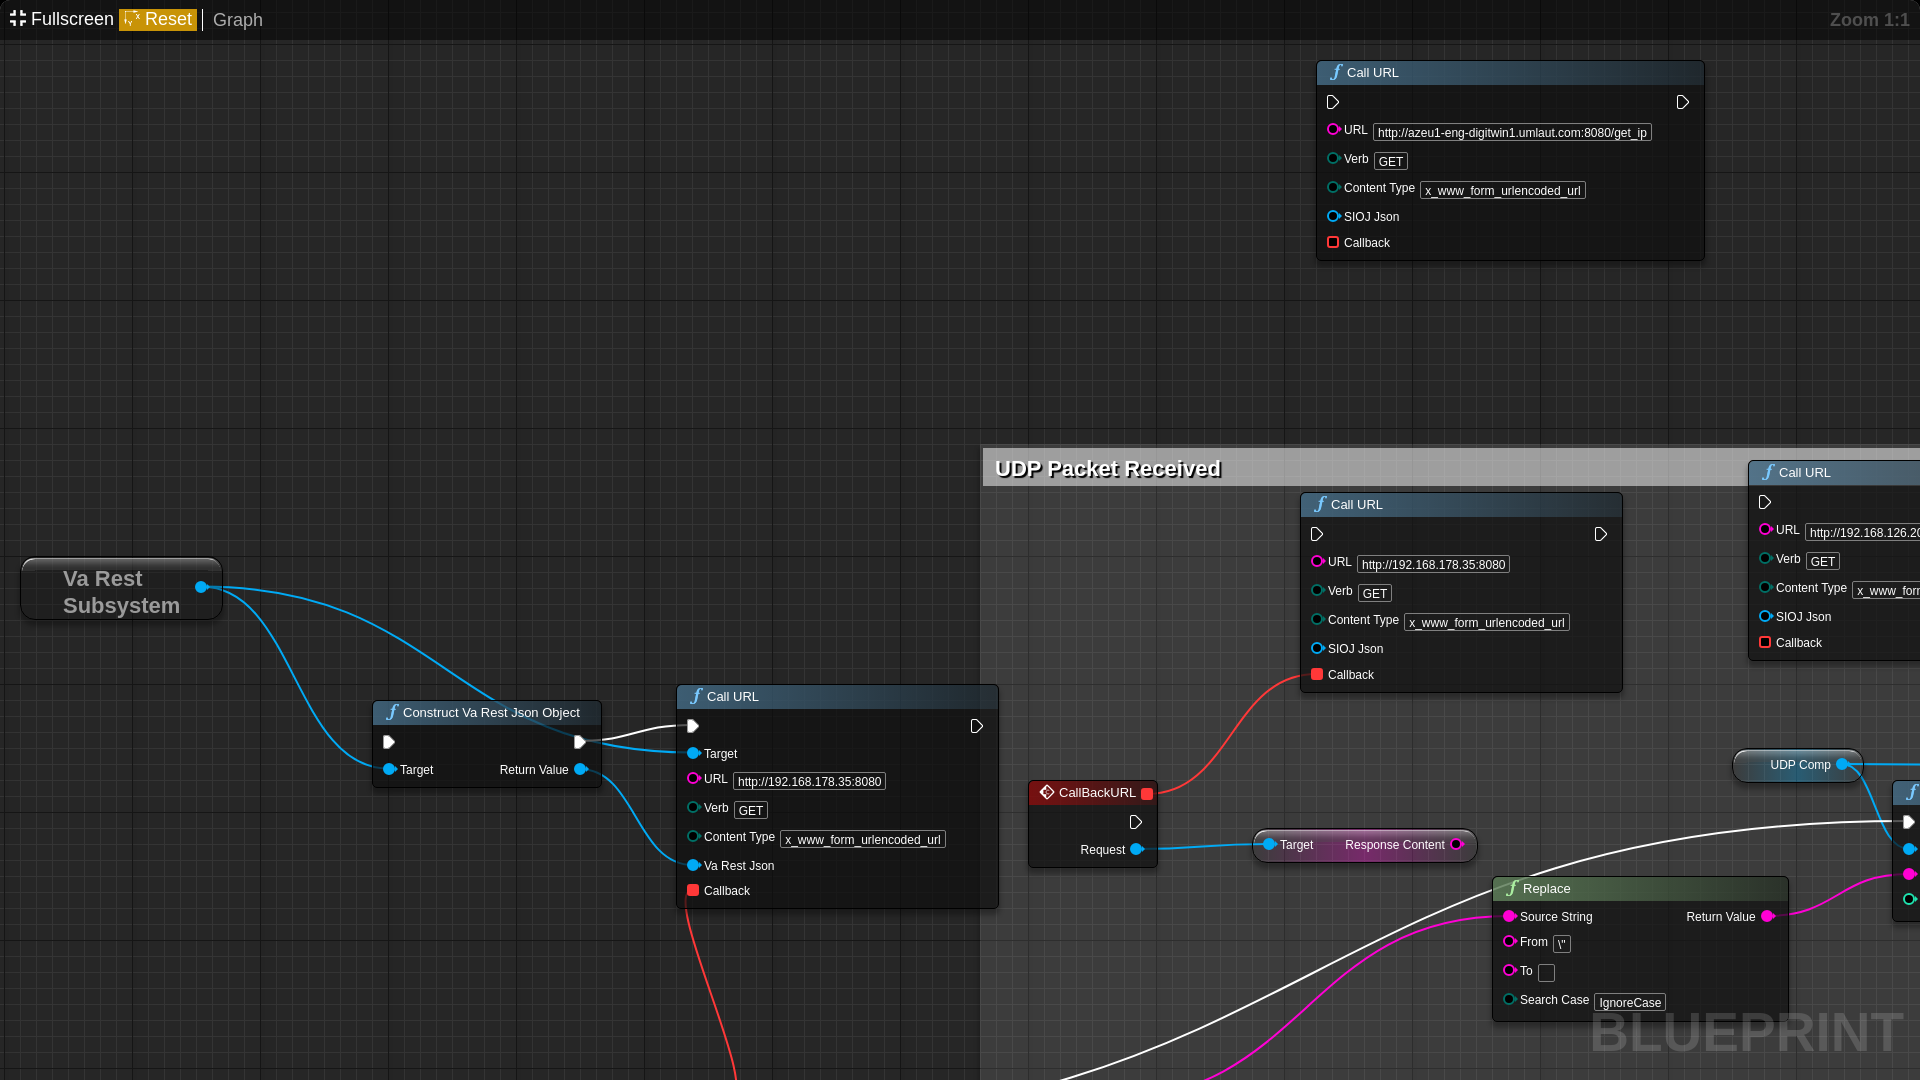 Fullscreen Reset Graph
Zoom 1:1
Call URL
URL http://azeu1-eng-digitwin1.umlaut.com:8080/get_ip
Verb GET
Content Type x_www_form_urlencoded_url
SIOJ Json
Callback
UDP Packet Received
Call URL
URL http://192.168.178.35:8080
Verb GET
Content Type x_www_form_urlencoded_url
SIOJ Json
Callback
Call URL
URL http://192.168.126.20
Verb GET
Content Type x_www_for
SIOJ Json
Callback
Va Rest
Subsystem
Construct Va Rest Json Object
Target Return Value
Call URL
Target
URL http://192.168.178.35:8080
Verb GET
Content Type x_www_form_urlencoded_url
Va Rest Json
Callback
CallBackURL
Request
Target Response Content
UDP Comp
Replace
Source String Return Value
From \"
To
Search Case IgnoreCase
BLUEPRINT